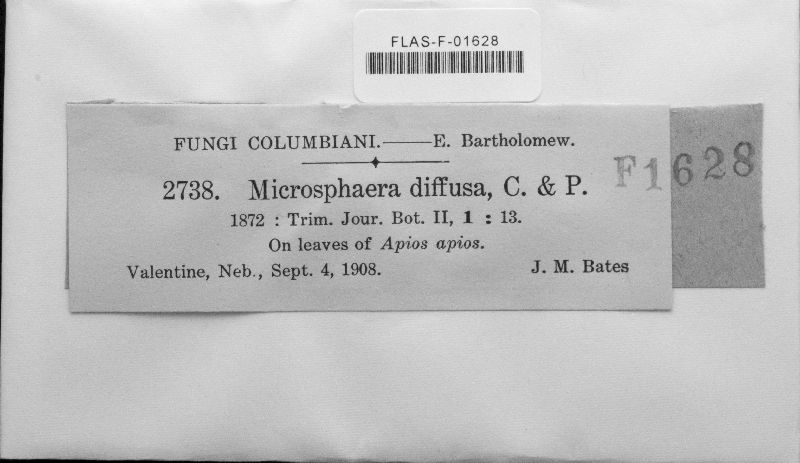 FLAS-F-01628
FUNGI COLUMBIANI.——E. Bartholomew.
2738. Microsphaera diffusa, C. & P.
1872 : Trim. Jour. Bot. II, 1 : 13.
On leaves of Apios apios.
Valentine, Neb., Sept. 4, 1908. J. M. Bates
F1628